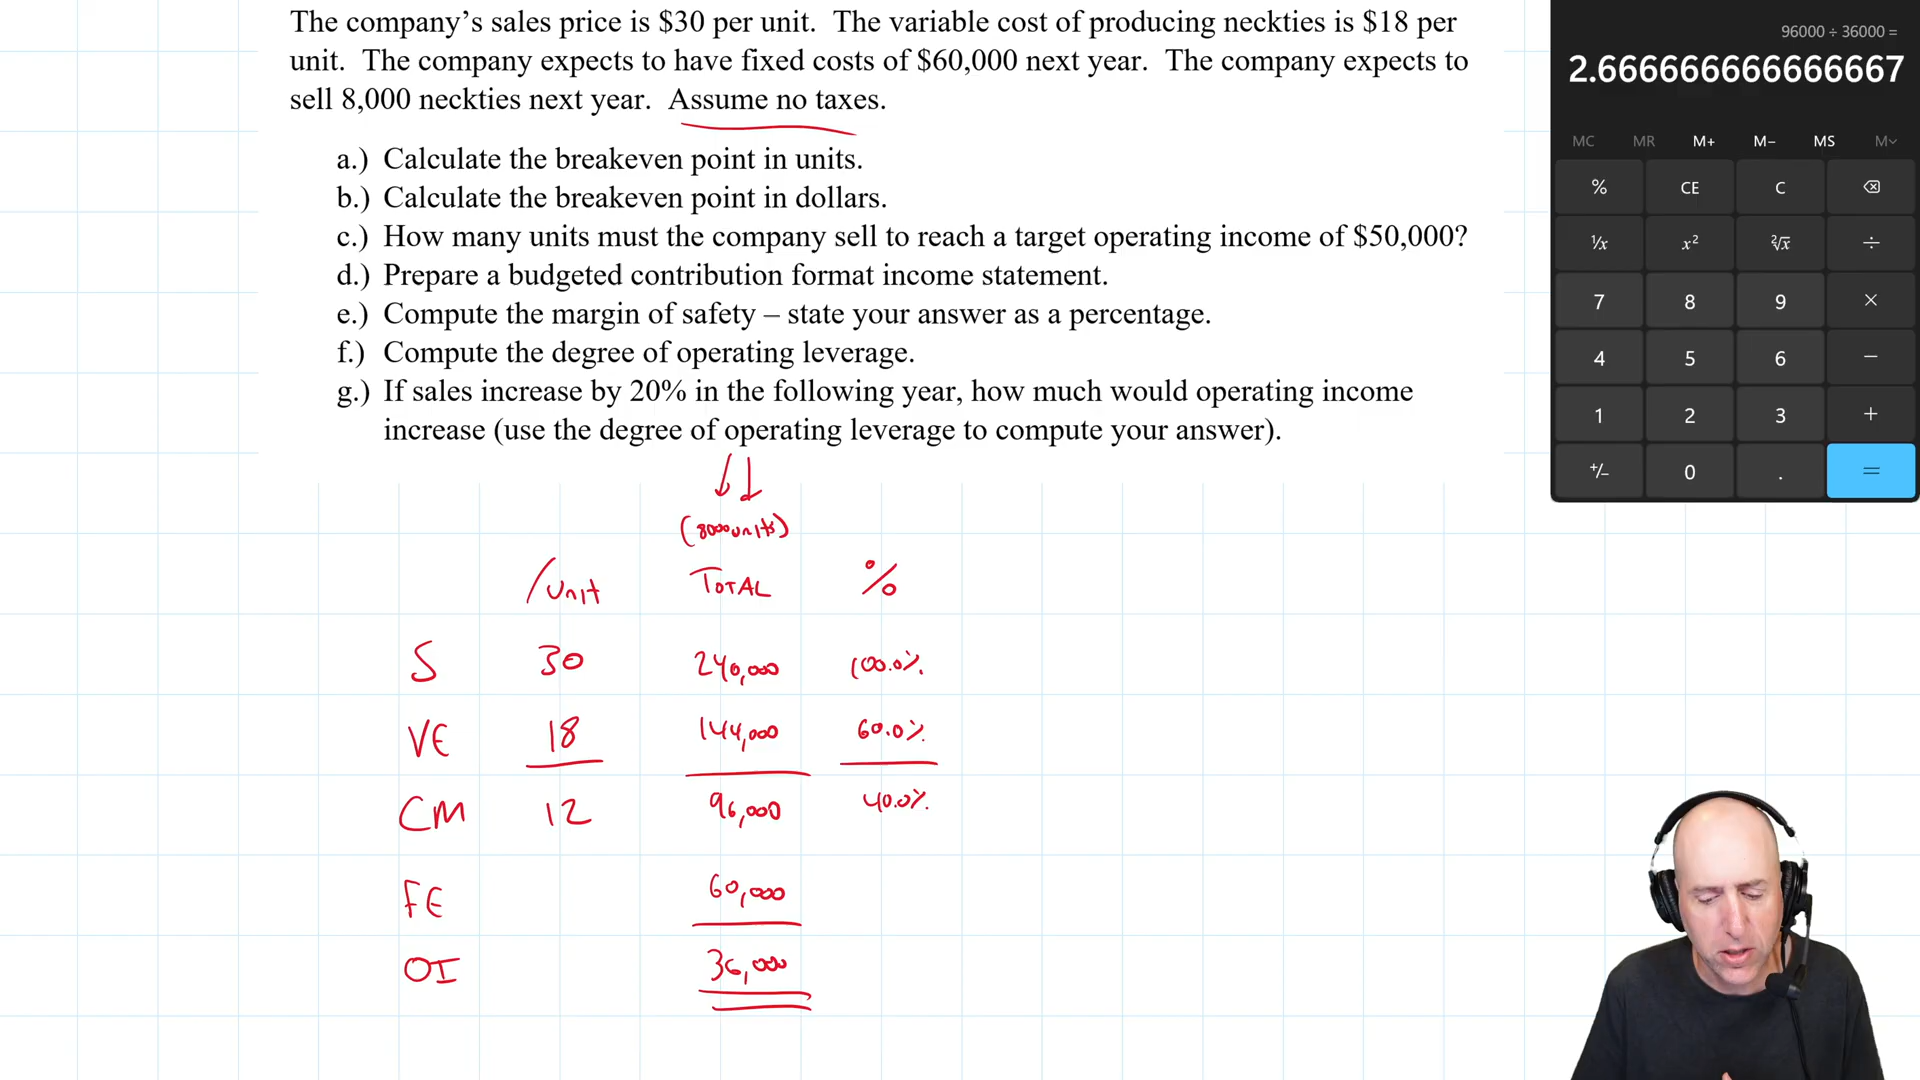 The company’s sales price is $30 per unit.  The variable cost of producing neckties is $18 per
unit.  The company expects to have fixed costs of $60,000 next year.  The company expects to
sell 8,000 neckties next year.  Assume no taxes.
a.) Calculate the breakeven point in units.
b.) Calculate the breakeven point in dollars.
c.) How many units must the company sell to reach a target operating income of $50,000?
d.) Prepare a budgeted contribution format income statement.
e.) Compute the margin of safety – state your answer as a percentage.
f.) Compute the degree of operating leverage.
g.) If sales increase by 20% in the following year, how much would operating income
increase (use the degree of operating leverage to compute your answer).
(8000 units)
/unit TOTAL %
S 30 240,000 100.0%
VE 18 144,000 60.0%
CM 12 96,000 40.0%
FE 60,000
OI 36,000
96000 ÷ 36000 =
2.666666666666667
MC MR M+ M− MS M˅
% CE C ⌫
¹/x x² ²√x ÷
7 8 9 ×
4 5 6 −
1 2 3 +
+/− 0 . =